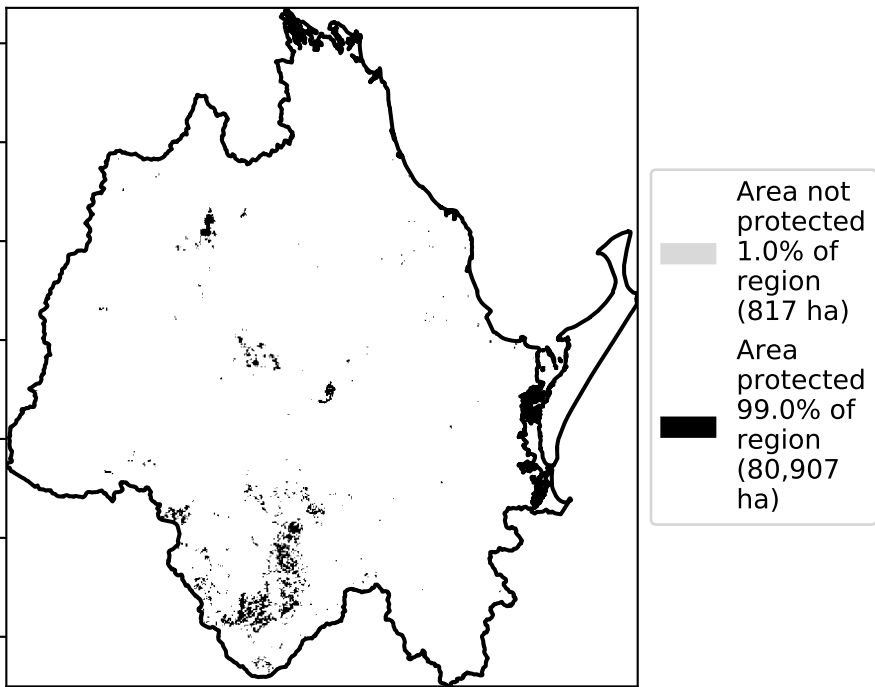 Area not
protected
1.0% of
region
(817 ha)
Area
protected
99.0% of
region
(80,907
ha)